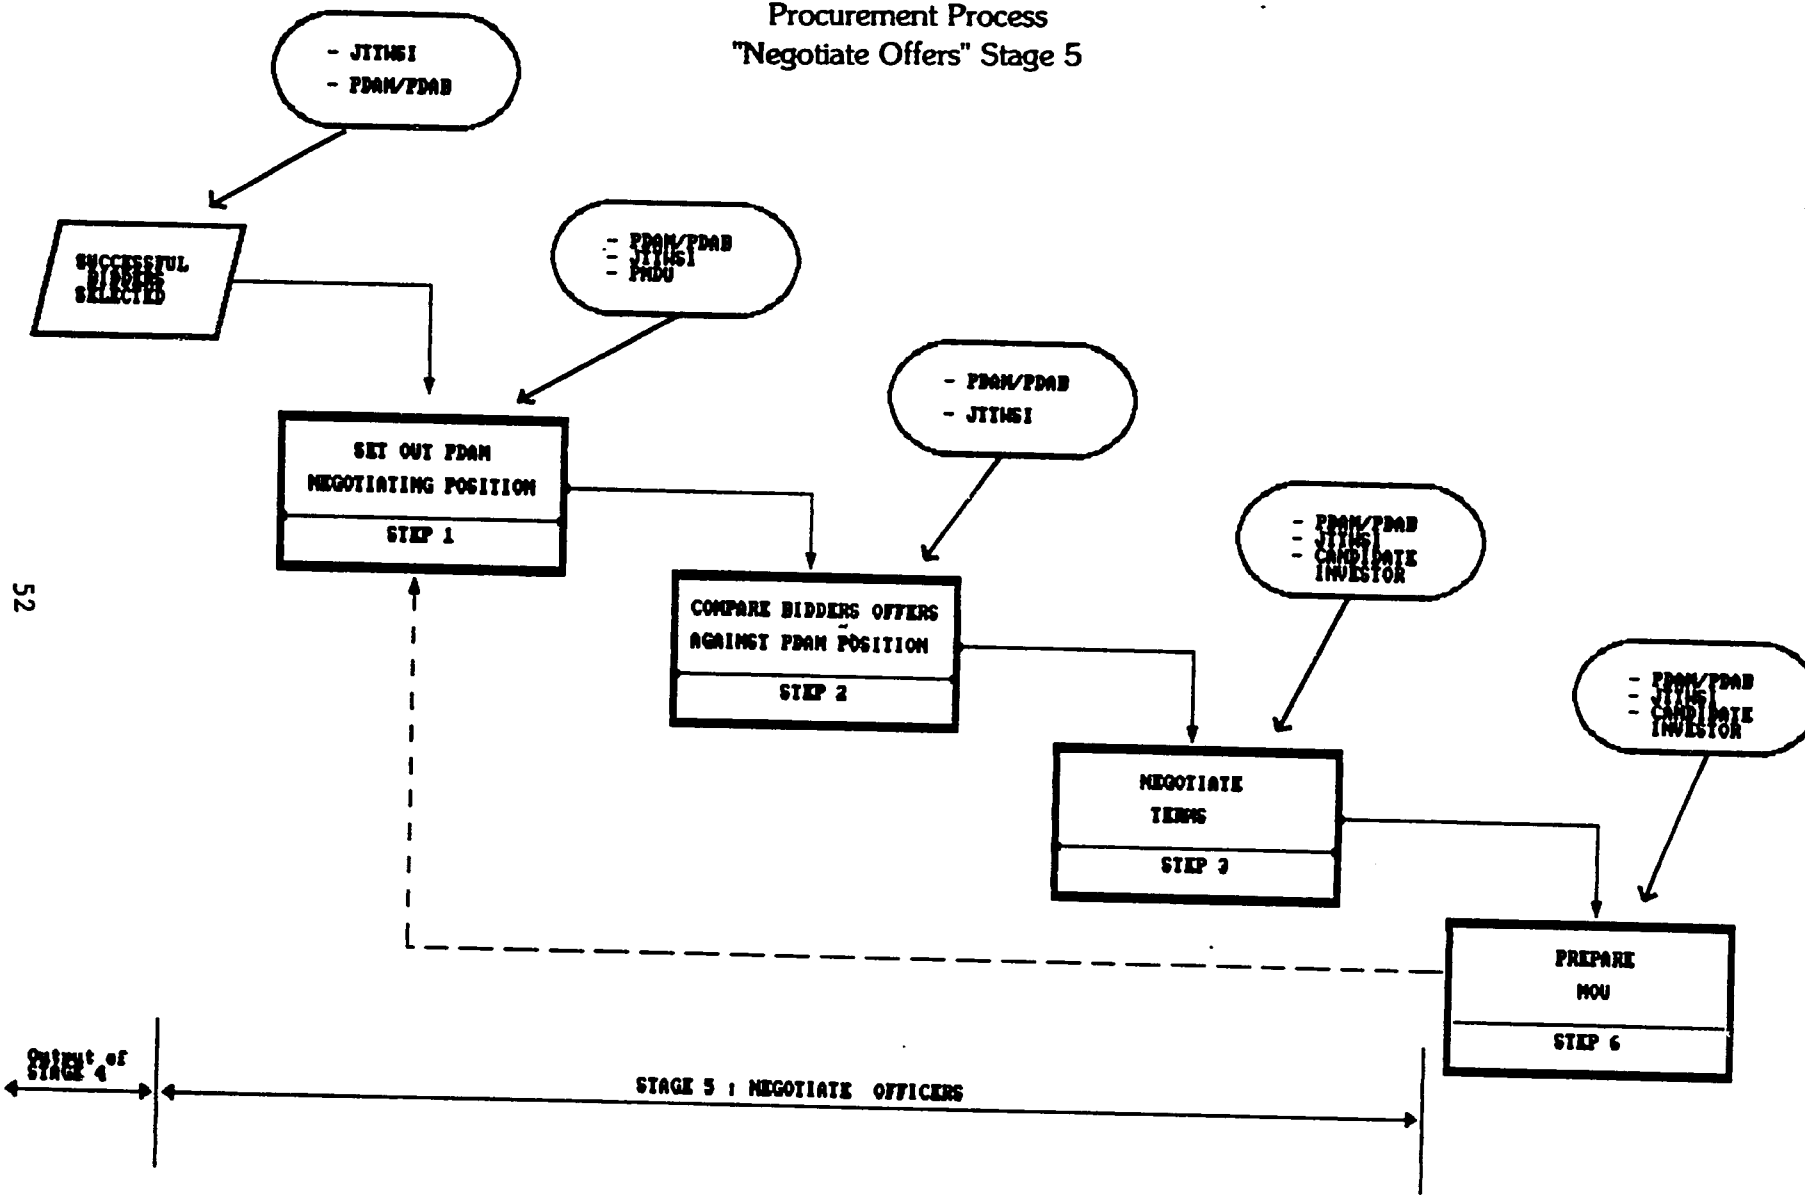 Procurement Process
"Negotiate Offers" Stage 5
- JTTWSI
- PDAM/PDAB
SUCCESSFUL
BIDDERS
SELECTED
- PDAM/PDAB
- JTTWSI
- PMDU
SET OUT PDAM
NEGOTIATING POSITION
STEP 1
- PDAM/PDAB
- JTTWSI
COMPARE BIDDERS OFFERS
AGAINST PDAM POSITION
STEP 2
- PDAM/PDAB
- JTTWSI
- CANDIDATE
INVESTOR
NEGOTIATE
TERMS
STEP 3
- PDAM/PDAB
- JTTWSI
- CANDIDATE
INVESTOR
PREPARE
MOU
STEP 6
Output of
STAGE 4
STAGE 5 : NEGOTIATE OFFICERS
52